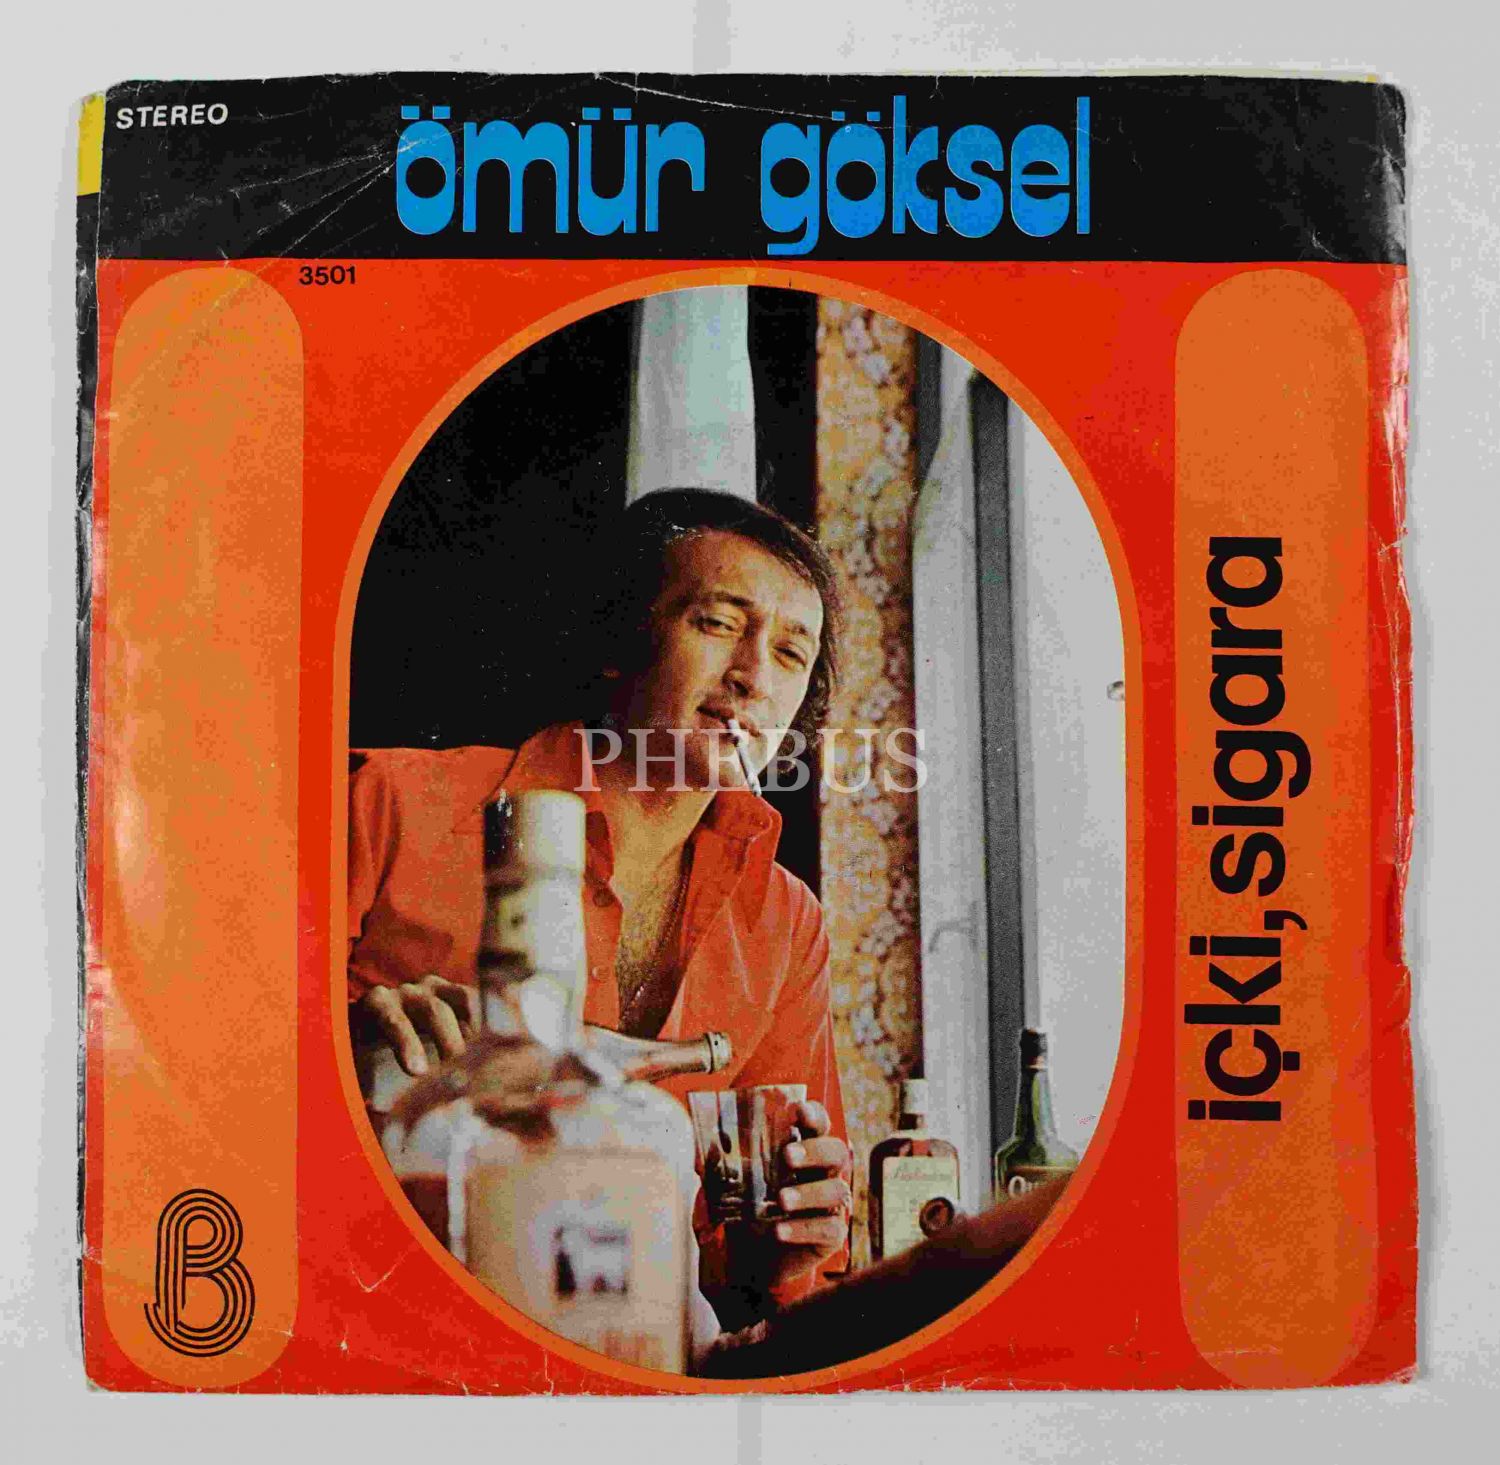 STEREO
ömür göksel
3501
içki,sigara
PHEBUS
B